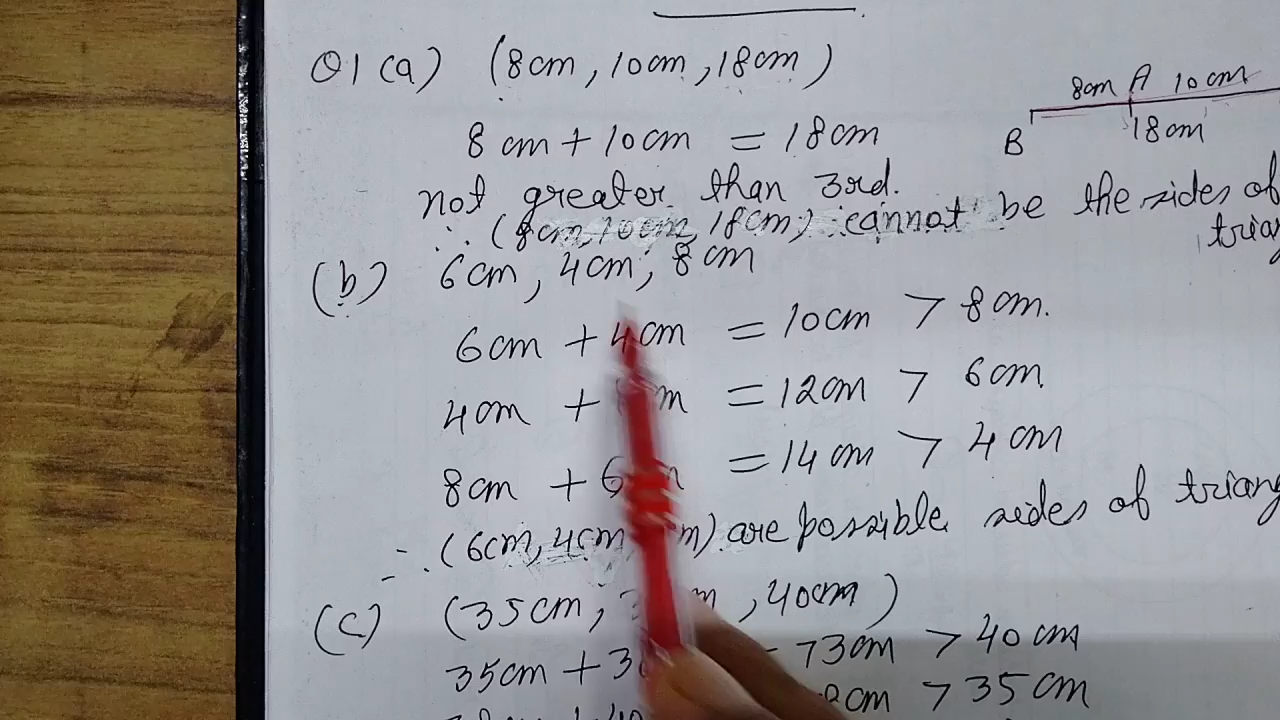 Q1 (a) (8cm, 10cm, 18cm)
8cm A 10cm
B 18cm
8 cm + 10cm = 18cm
not greater than 3rd.
∴ (8cm, 10cm, 18cm) cannot be the sides of
(b) 6cm, 4cm, 8cm
6cm + 4cm = 10cm > 8cm.
4cm + = 12cm > 6cm.
8cm + = 14cm > 4cm
∴ (6cm, 4cm, are possible sides of
(c) (35cm, , 40cm)
35cm + 73cm > 40cm
> 35cm